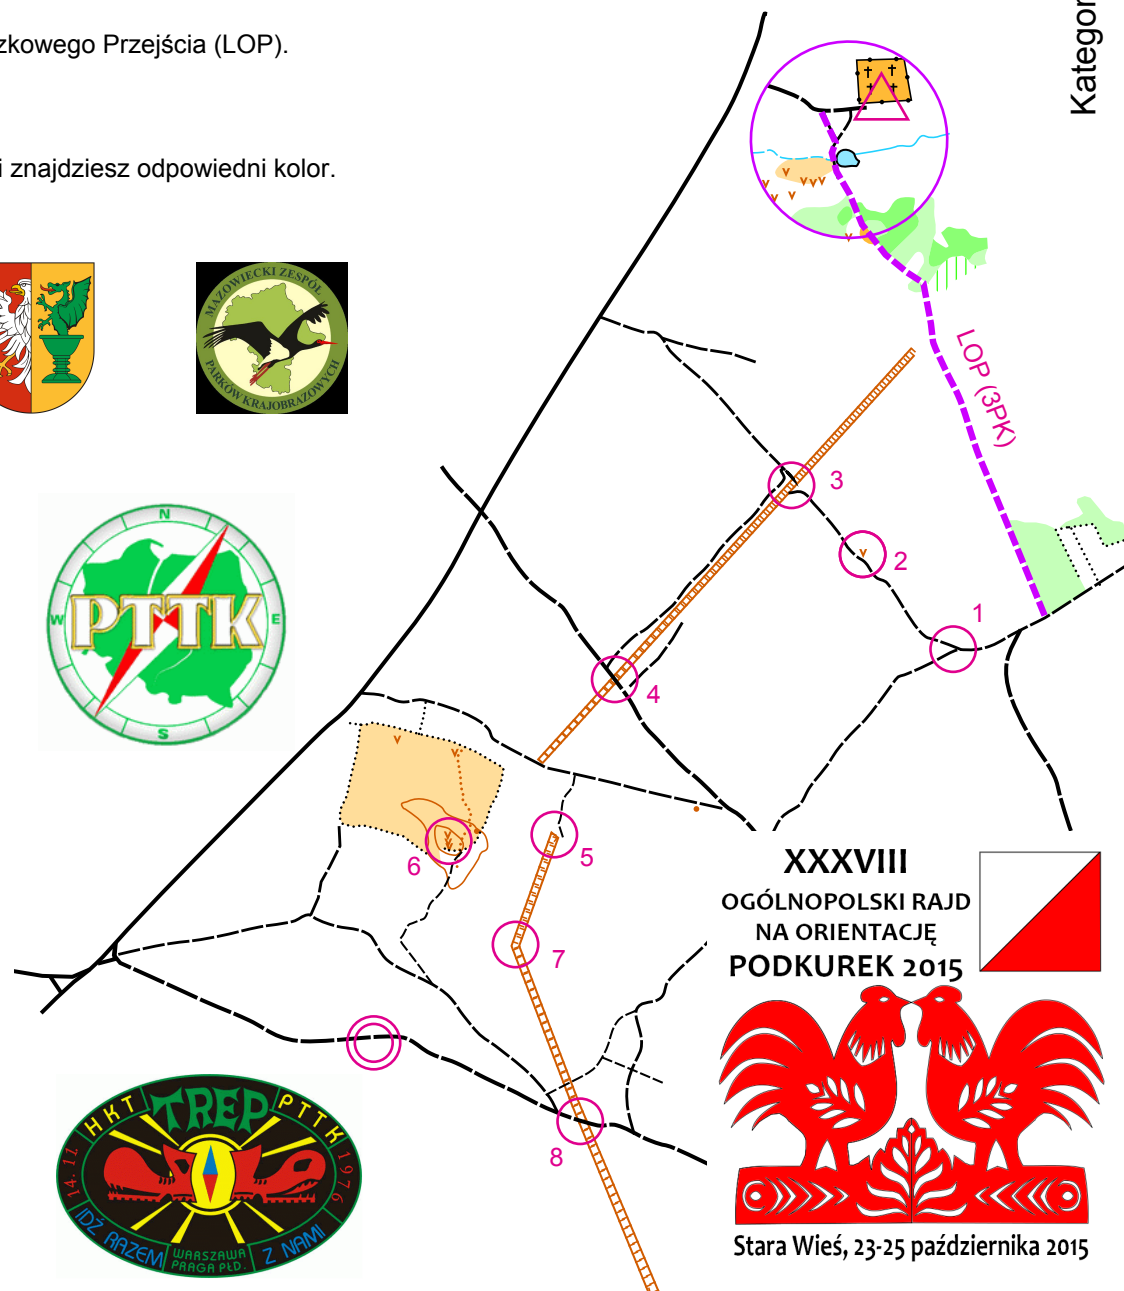 zkowego Przejścia (LOP).
i znajdziesz odpowiedni kolor.
Kategor
MAZOWIECKI ZESPÓŁ
PARKÓW KRAJOBRAZOWYCH
N
W
E
S
PTTK
LOP (3PK)
3
2
1
4
5
6
7
8
XXXVIII
OGÓLNOPOLSKI RAJD
NA ORIENTACJĘ
PODKUREK 2015
Stara Wieś, 23-25 października 2015
14.11 HKT TREP PTTK 1976
IDŹ RAZEM Z NAMI
WARSZAWA
PRAGA PŁD.